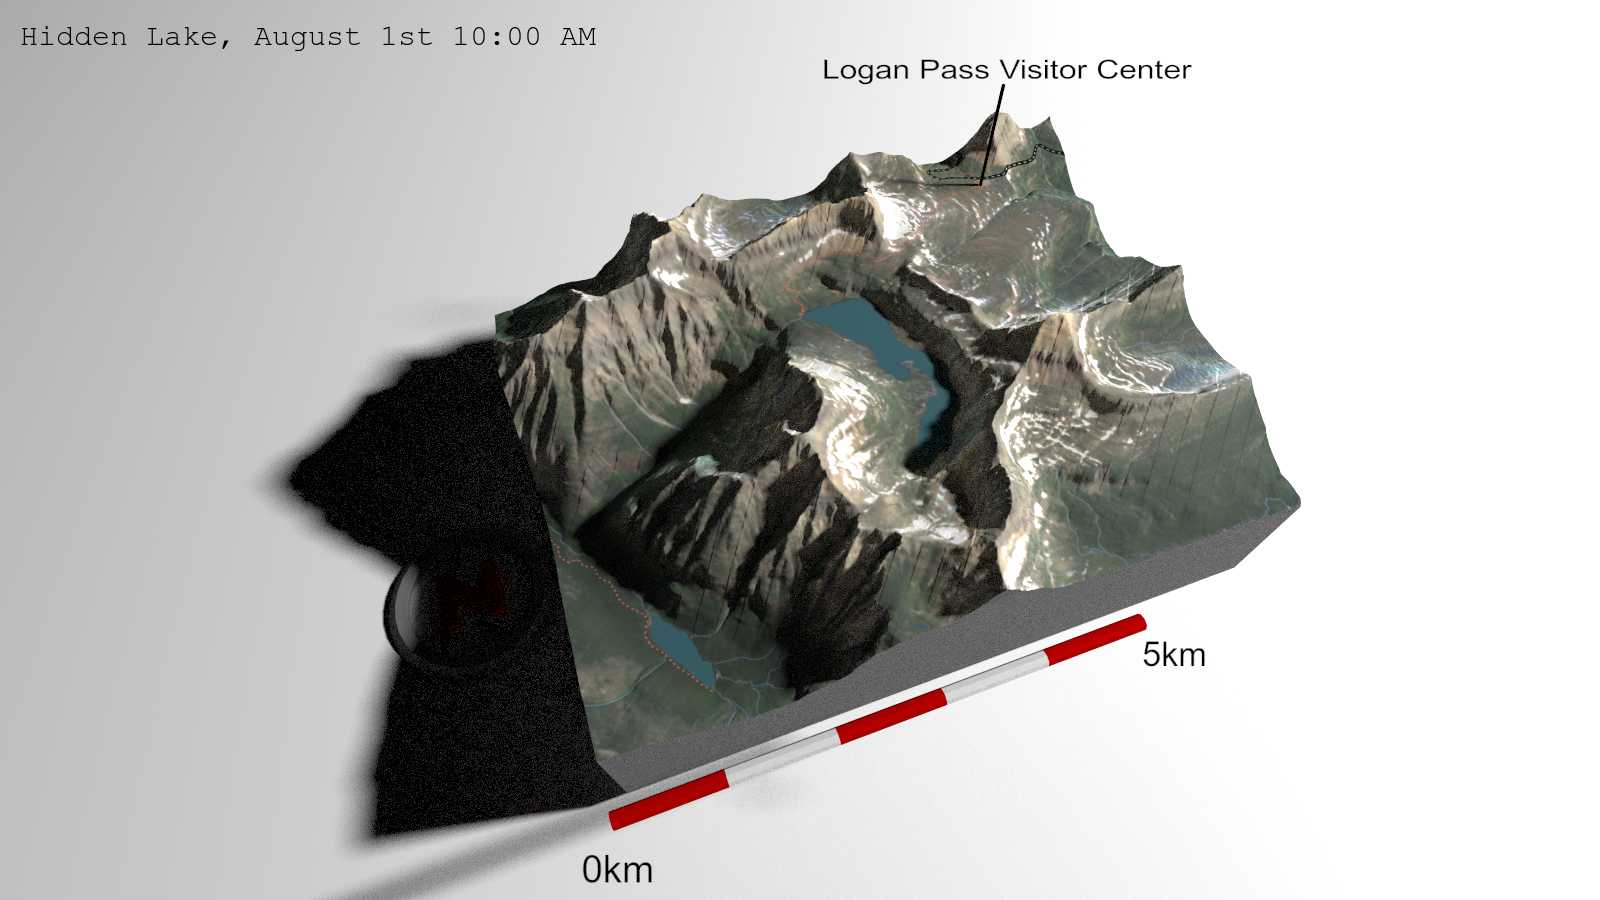 Hidden Lake, August 1st 10:00 AM
Logan Pass Visitor Center
N
5km
0km